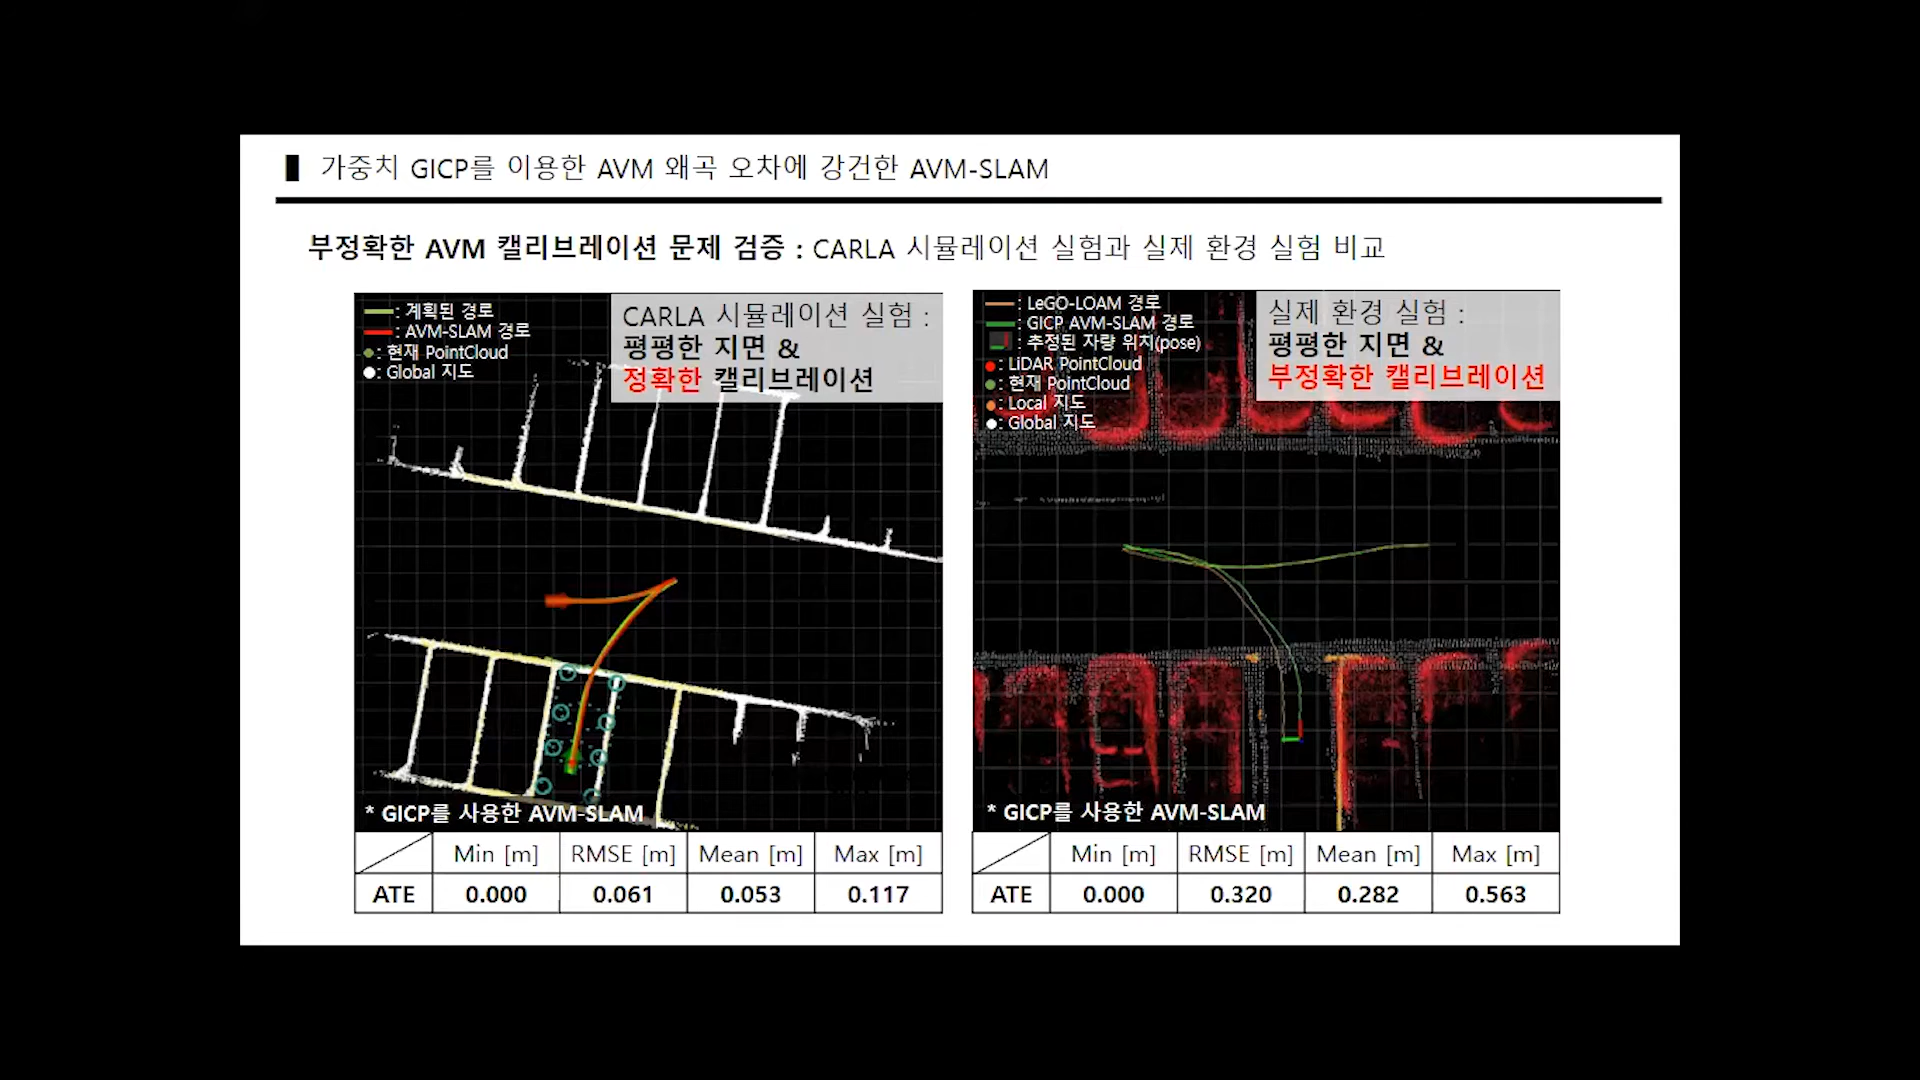 가중치 GICP를 이용한 AVM 왜곡 오차에 강건한 AVM-SLAM
부정확한 AVM 캘리브레이션 문제 검증 : CARLA 시뮬레이션 실험과 실제 환경 실험 비교
: 계획된 경로
: AVM-SLAM 경로
: 현재 PointCloud
: Global 지도
CARLA 시뮬레이션 실험 :
평평한 지면 &
정확한 캘리브레이션
* GICP를 사용한 AVM-SLAM
Min [m] RMSE [m] Mean [m] Max [m]
ATE 0.000 0.061 0.053 0.117
: LeGO-LOAM 경로
: GICP AVM-SLAM 경로
: 추정된 차량 위치(pose)
: LiDAR PointCloud
: 현재 PointCloud
: Local 지도
: Global 지도
실제 환경 실험 :
평평한 지면 &
부정확한 캘리브레이션
* GICP를 사용한 AVM-SLAM
Min [m] RMSE [m] Mean [m] Max [m]
ATE 0.000 0.320 0.282 0.563